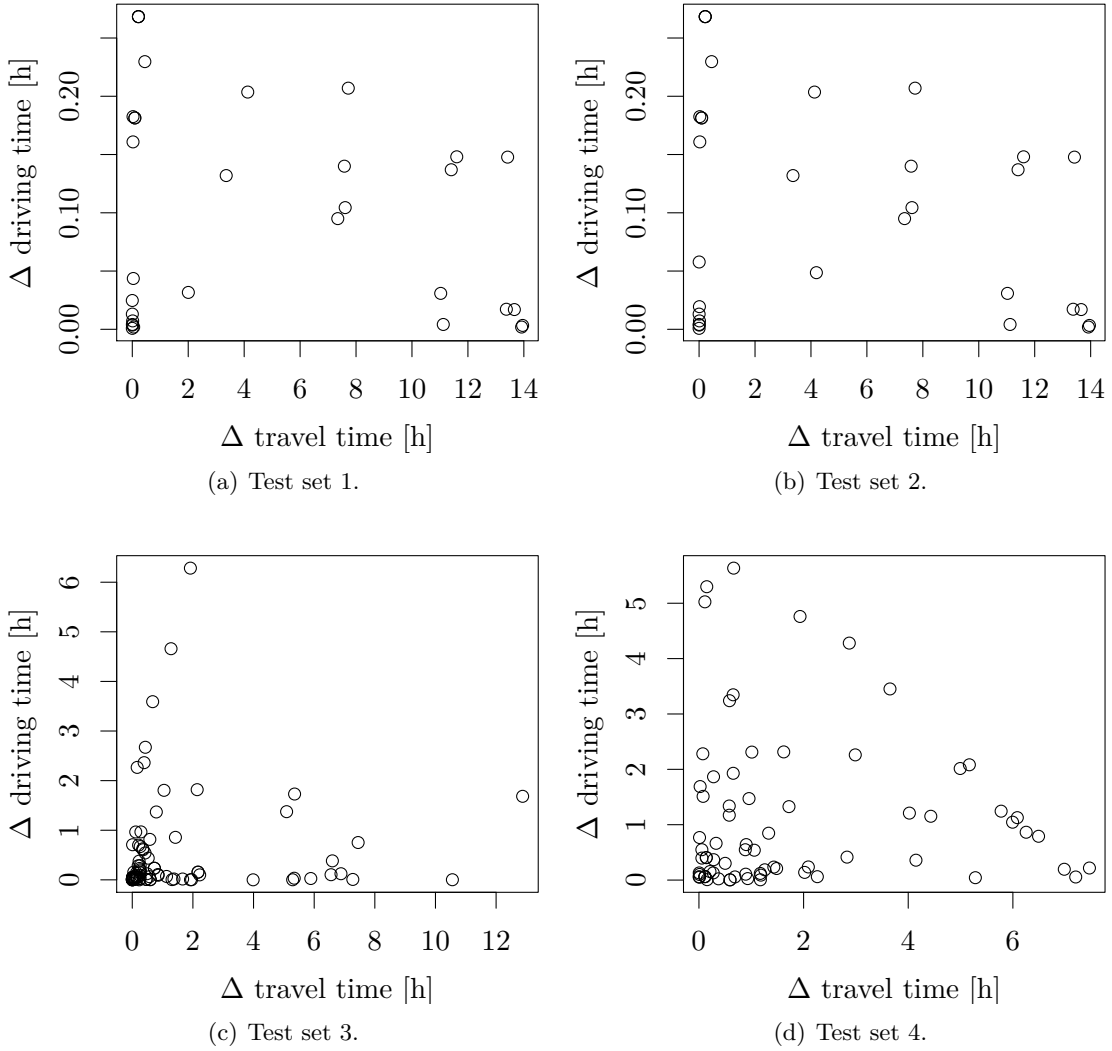 Δ driving time [h]
0.20
0.10
0.00
0 2 4 6 8 10 12 14
Δ travel time [h]
(a) Test set 1.
Δ driving time [h]
0.20
0.10
0.00
0 2 4 6 8 10 12 14
Δ travel time [h]
(b) Test set 2.
Δ driving time [h]
6
5
4
3
2
1
0
0 2 4 6 8 10 12
Δ travel time [h]
(c) Test set 3.
Δ driving time [h]
5
4
3
2
1
0
0 2 4 6
Δ travel time [h]
(d) Test set 4.